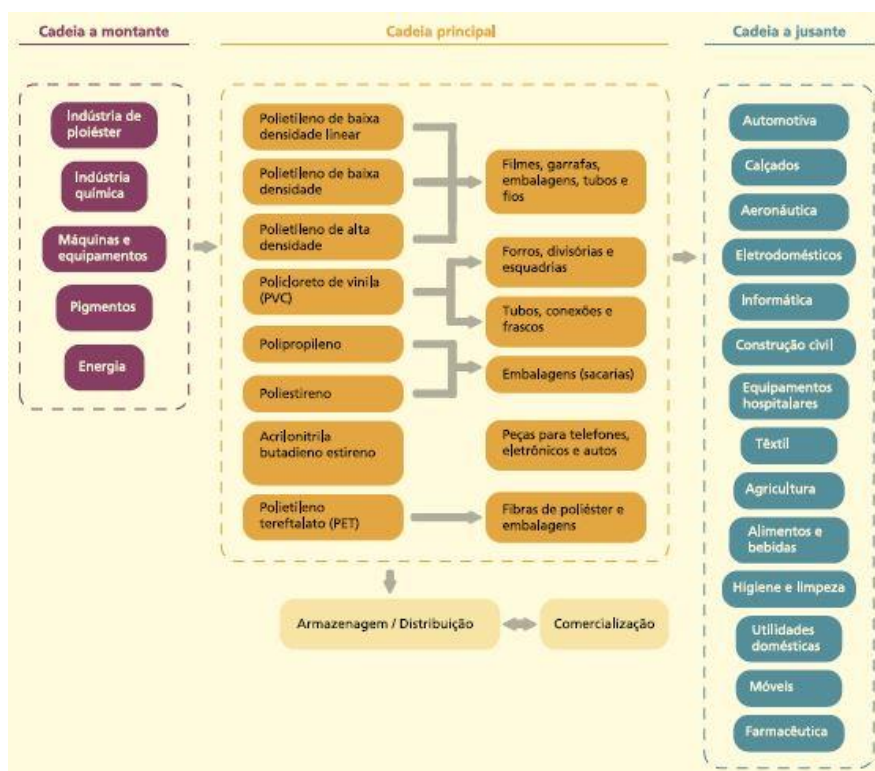 Cadeia a montante
Cadeia principal
Cadeia a jusante
Indústria de
ploiéster
Indústria
química
Máquinas e
equipamentos
Pigmentos
Energia
Polietileno de baixa
densidade linear
Polietileno de baixa
densidade
Polietileno de alta
densidade
Policloreto de vinila
(PVC)
Polipropileno
Poliestireno
Acrilonitrila
butadieno estireno
Polietileno
tereftalato (PET)
Filmes, garrafas,
embalagens, tubos e
fios
Forros, divisórias e
esquadrias
Tubos, conexões e
frascos
Embalagens (sacarias)
Peças para telefones,
eletrônicos e autos
Fibras de poliéster e
embalagens
Armazenagem / Distribuição
Comercialização
Automotiva
Calçados
Aeronáutica
Eletrodomésticos
Informática
Construção civil
Equipamentos
hospitalares
Têxtil
Agricultura
Alimentos e
bebidas
Higiene e limpeza
Utilidades
domésticas
Móveis
Farmacêutica